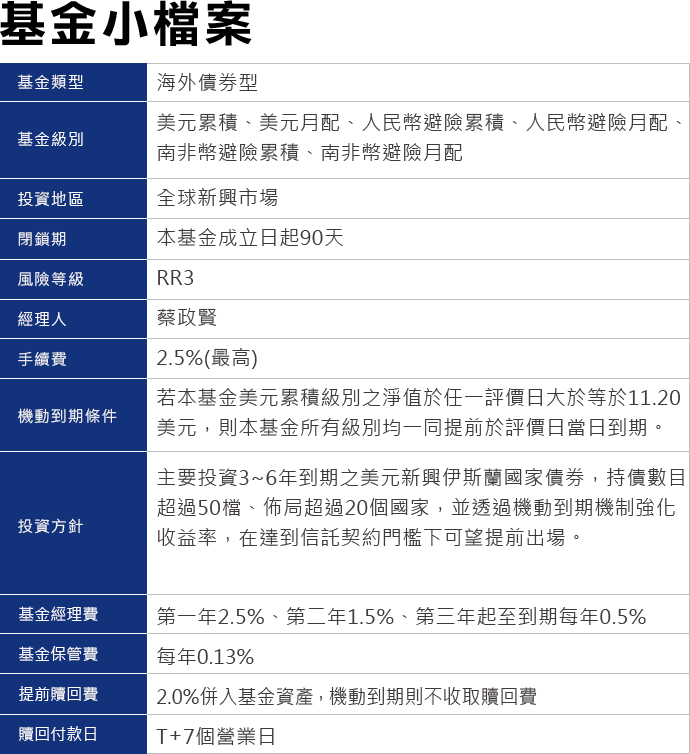 基金小檔案
基金類型
海外債券型
基金級別
美元累積、美元月配、人民幣避險累積、人民幣避險月配、
南非幣避險累積、南非幣避險月配
投資地區
全球新興市場
閉鎖期
本基金成立日起90天
風險等級
RR3
經理人
蔡政賢
手續費
2.5%(最高)
機動到期條件
若本基金美元累積級別之淨值於任一評價日大於等於11.20
美元，則本基金所有級別均一同提前於評價日當日到期。
投資方針
主要投資3~6年到期之美元新興伊斯蘭國家債券，持債數目
超過50檔、佈局超過20個國家，並透過機動到期機制強化
收益率，在達到信託契約門檻下可望提前出場。
基金經理費
第一年2.5%、第二年1.5%、第三年起至到期每年0.5%
基金保管費
每年0.13%
提前贖回費
2.0%併入基金資產，機動到期則不收取贖回費
贖回付款日
T+7個營業日